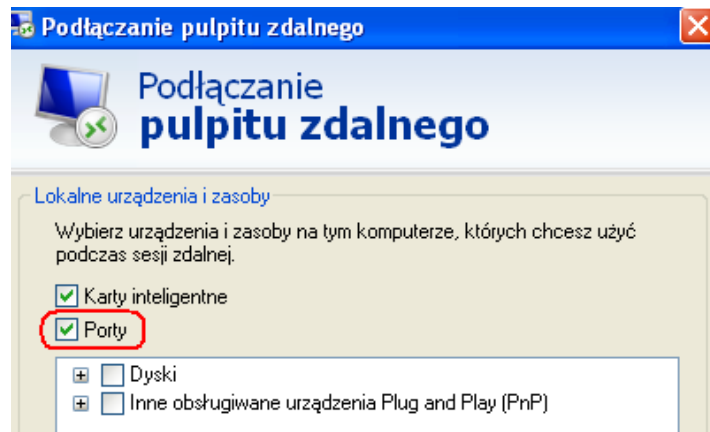 Podłączanie pulpitu zdalnego
Podłączanie
pulpitu zdalnego
Lokalne urządzenia i zasoby
Wybierz urządzenia i zasoby na tym komputerze, których chcesz użyć
podczas sesji zdalnej.
Karty inteligentne
Porty
Dyski
Inne obsługiwane urządzenia Plug and Play (PnP)